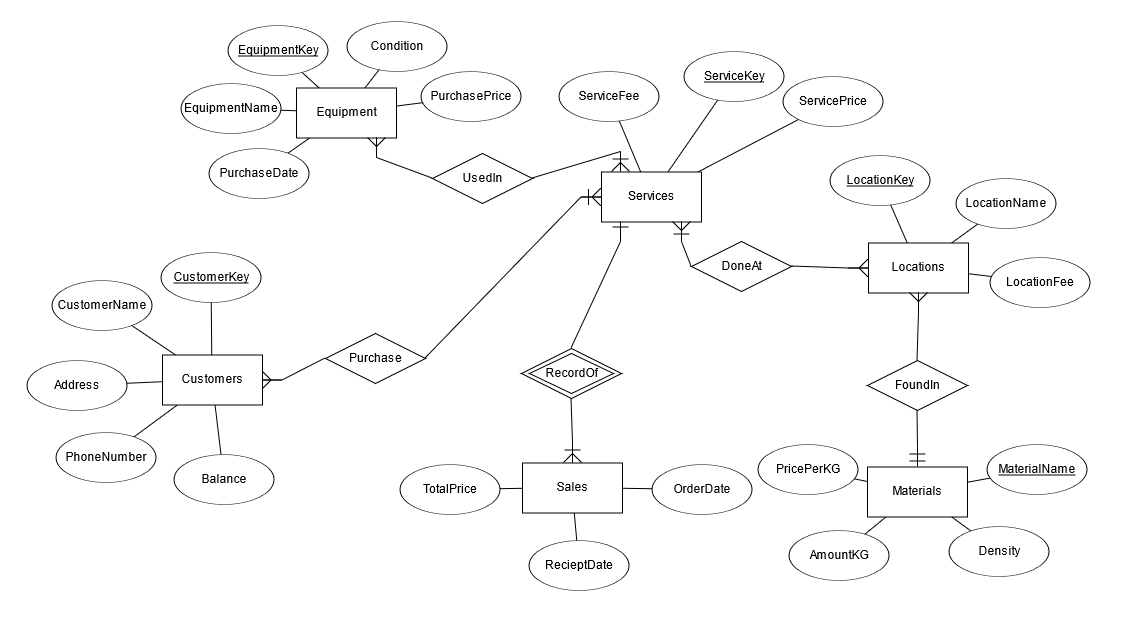 EquipmentKey
Condition
EquipmentName
Equipment
PurchasePrice
PurchaseDate
UsedIn
ServiceFee
ServiceKey
ServicePrice
Services
LocationKey
LocationName
DoneAt
Locations
LocationFee
CustomerKey
CustomerName
Customers
Address
PhoneNumber
Balance
Purchase
RecordOf
FoundIn
TotalPrice
Sales
OrderDate
RecieptDate
PricePerKG
MaterialName
Materials
AmountKG
Density